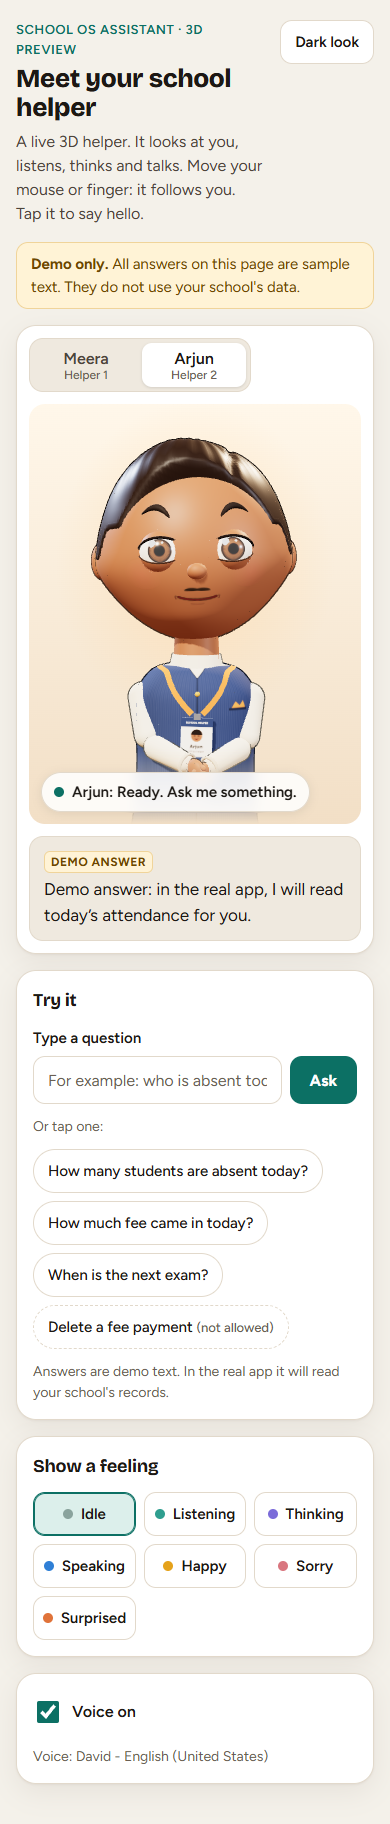 SCHOOL OS ASSISTANT · 3D
PREVIEW
Dark look
Meet your school
helper
A live 3D helper. It looks at you,
listens, thinks and talks. Move your
mouse or finger: it follows you.
Tap it to say hello.
Demo only. All answers on this page are sample
text. They do not use your school's data.
Meera
Helper 1
Arjun
Helper 2
Arjun
Arjun: Ready. Ask me something.
DEMO ANSWER
Demo answer: in the real app, I will read
today's attendance for you.
Try it
Type a question
For example: who is absent toc
Ask
Or tap one:
How many students are absent today?
How much fee came in today?
When is the next exam?
Delete a fee payment (not allowed)
Answers are demo text. In the real app it will read
your school's records.
Show a feeling
Idle
Listening
Thinking
Speaking
Happy
Sorry
Surprised
Voice on
Voice: David - English (United States)